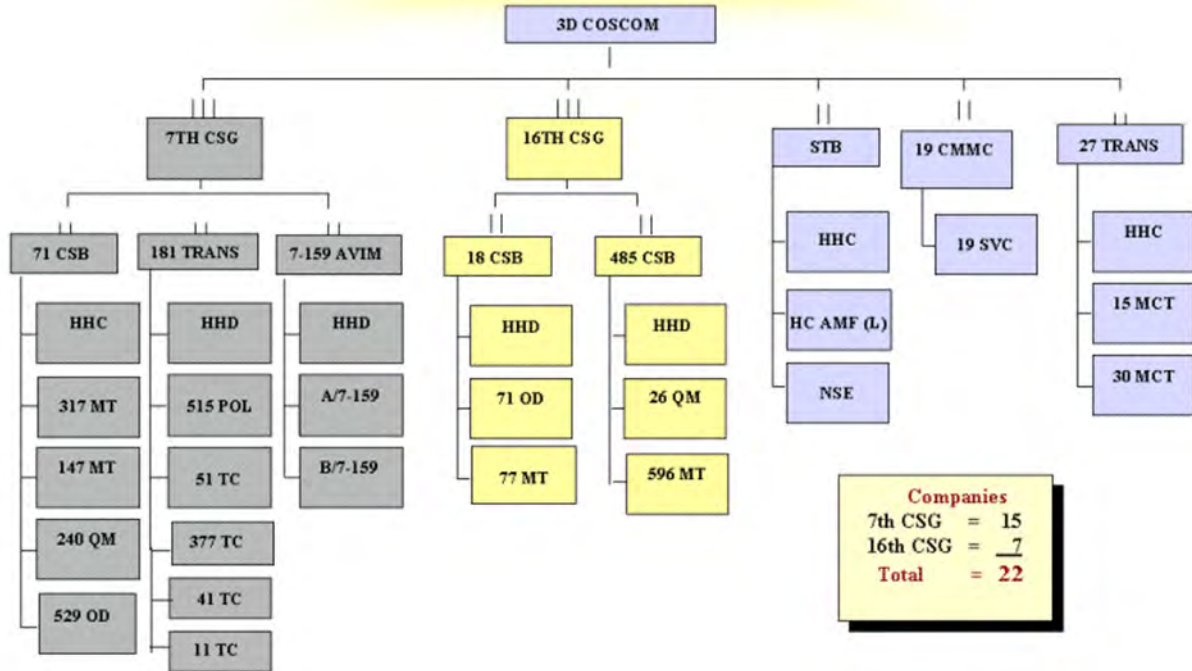 3D COSCOM
7TH CSG
16TH CSG
STB
19 CMMC
27 TRANS
71 CSB
181 TRANS
7-159 AVIM
18 CSB
485 CSB
HHC
19 SVC
HHC
HHC
HHD
HHD
HHD
HHD
HC AMF (L)
15 MCT
317 MT
515 POL
A/7-159
71 OD
26 QM
NSE
30 MCT
147 MT
51 TC
B/7-159
77 MT
596 MT
240 QM
377 TC
529 OD
41 TC
11 TC
Companies
7th CSG = 15
16th CSG = 7
Total = 22